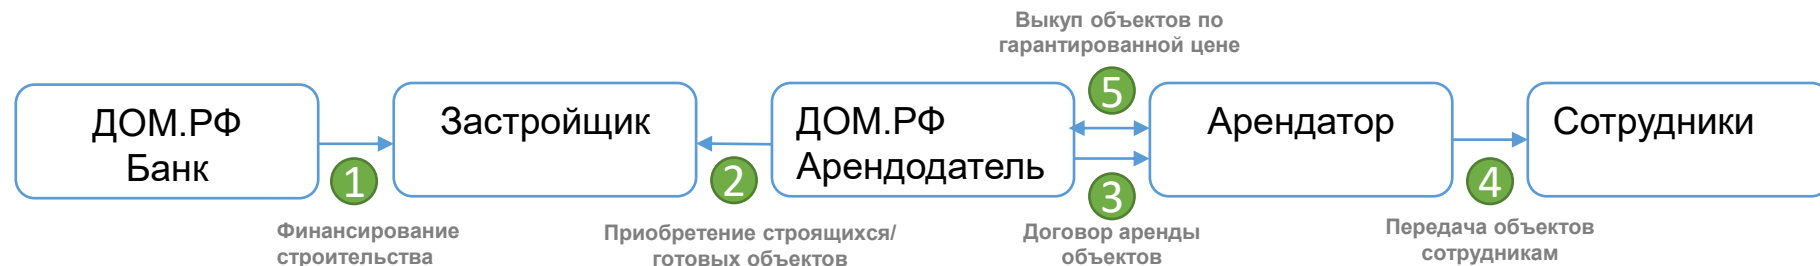 Выкуп объектов по
гарантированной цене
5
ДОМ.РФ
Банк
Застройщик
ДОМ.РФ
Арендодатель
Арендатор
Сотрудники
1
2
3
4
Финансирование
строительства
Приобретение строящихся/
готовых объектов
Договор аренды
объектов
Передача объектов
сотрудникам